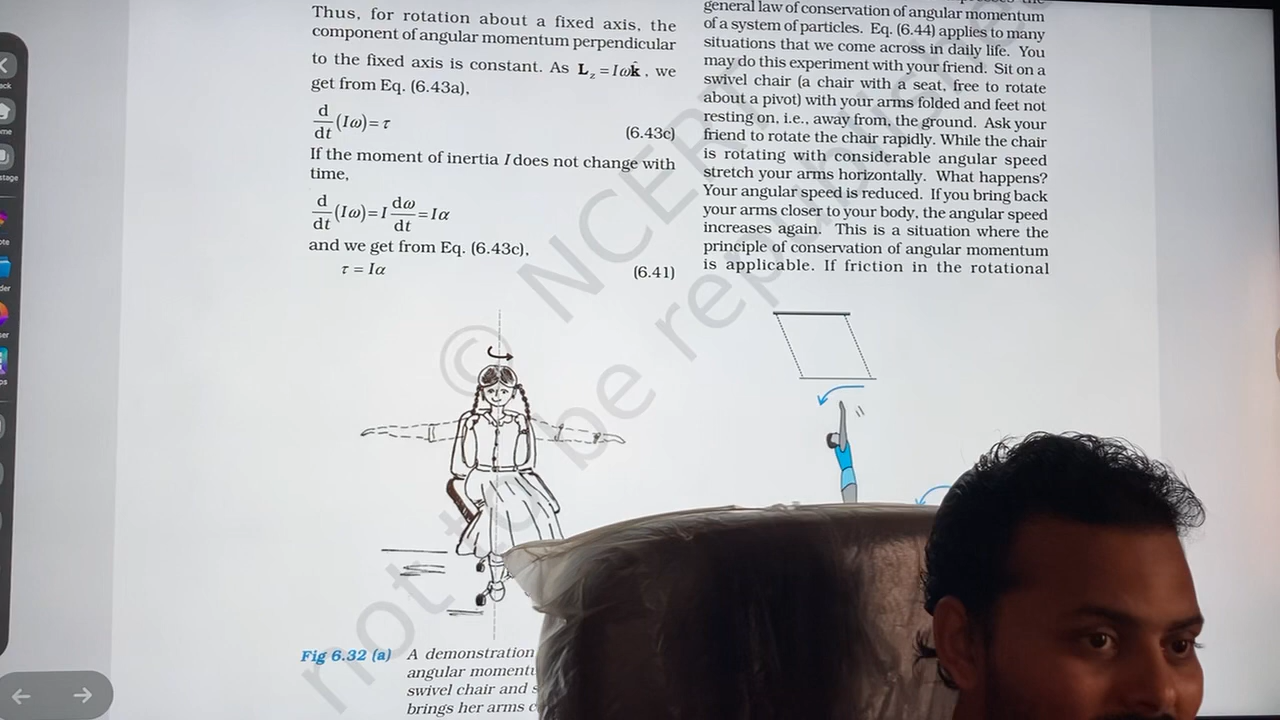 Thus, for rotation about a fixed axis, the
component of angular momentum perpendicular
to the fixed axis is constant. As L_z = Iωk̂, we
get from Eq. (6.43a),
d/dt (Iω) = τ (6.43c)
If the moment of inertia I does not change with
time,
d/dt (Iω) = I dω/dt = Iα
and we get from Eq. (6.43c),
τ = Iα (6.41)
Fig 6.32 (a) A demonstration
angular
swivel chair and
brings her arms
general law of conservation of angular momentum
of a system of particles. Eq. (6.44) applies to many
situations that we come across in daily life. You
may do this experiment with your friend. Sit on a
swivel chair (a chair with a seat, free to rotate
about a pivot) with your arms folded and feet not
resting on, i.e., away from, the ground. Ask your
friend to rotate the chair rapidly. While the chair
is rotating with considerable angular speed
stretch your arms horizontally. What happens?
Your angular speed is reduced. If you bring back
your arms closer to your body, the angular speed
increases again. This is a situation where the
principle of conservation of angular momentum
is applicable. If friction in the rotational
© NCERT
not to be republished